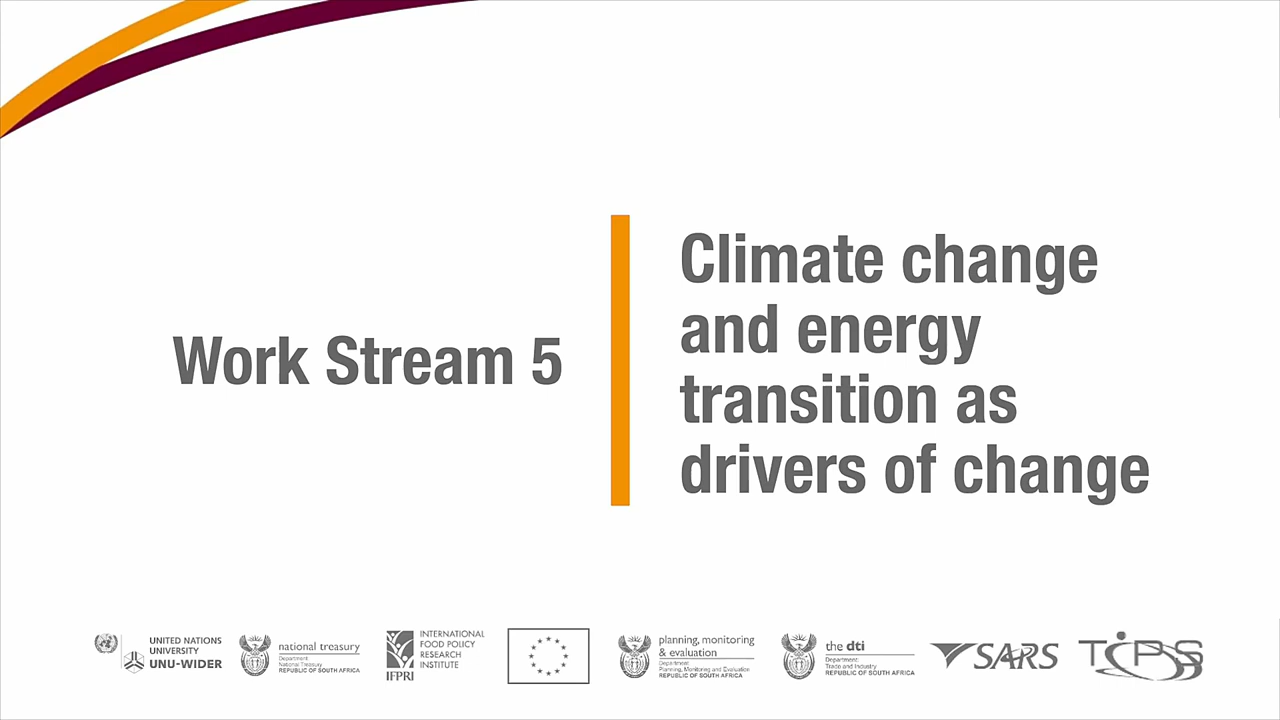 Work Stream 5
Climate change
and energy
transition as
drivers of change
UNITED NATIONS
UNIVERSITY
UNU-WIDER
national treasury
Department:
National Treasury
REPUBLIC OF SOUTH AFRICA
IFPRI
INTERNATIONAL
FOOD POLICY
RESEARCH
INSTITUTE
planning, monitoring
& evaluation
Department:
Planning, Monitoring and Evaluation
REPUBLIC OF SOUTH AFRICA
the dti
Department:
Trade and Industry
REPUBLIC OF SOUTH AFRICA
SARS
TIPS